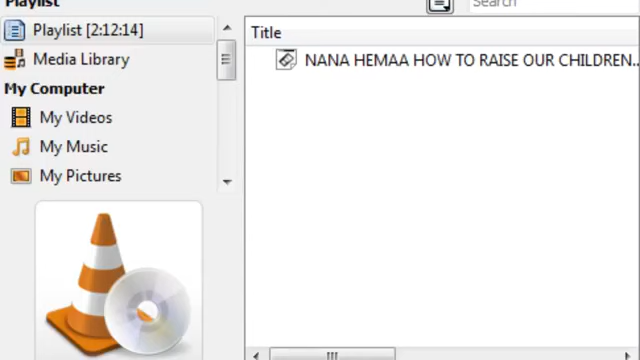 Playlist
Search
Playlist [2:12:14]
Media Library
My Computer
My Videos
My Music
My Pictures
Title
NANA HEMAA HOW TO RAISE OUR CHILDREN...